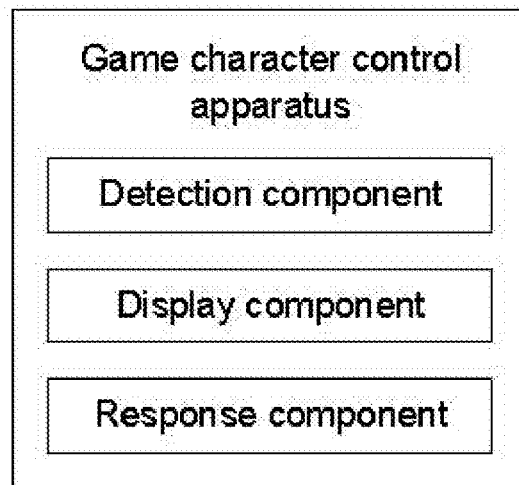 Game character control
apparatus
Detection component
Display component
Response component